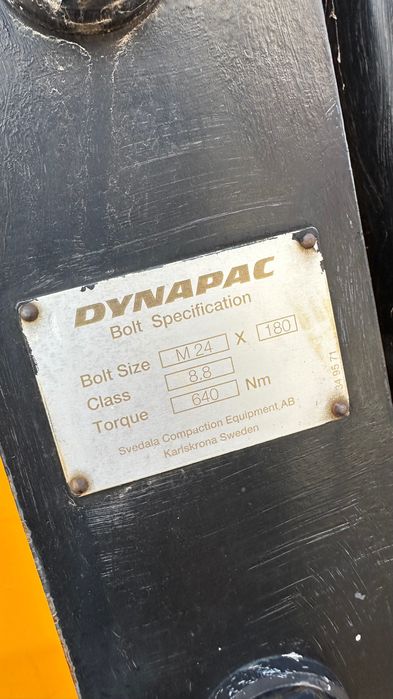 DYNAPAC
Bolt Specification
Bolt Size M 24 X 180
Class 8.8
Torque 640 Nm
Svedala Compaction Equipment AB
Karlskrona Sweden